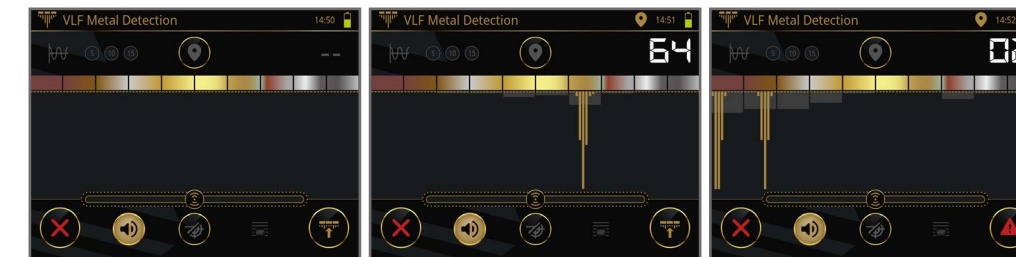 VLF Metal Detection 14:50
5 10 15 --
VLF Metal Detection 14:51
5 10 15 64
VLF Metal Detection 14:52
5 10 15